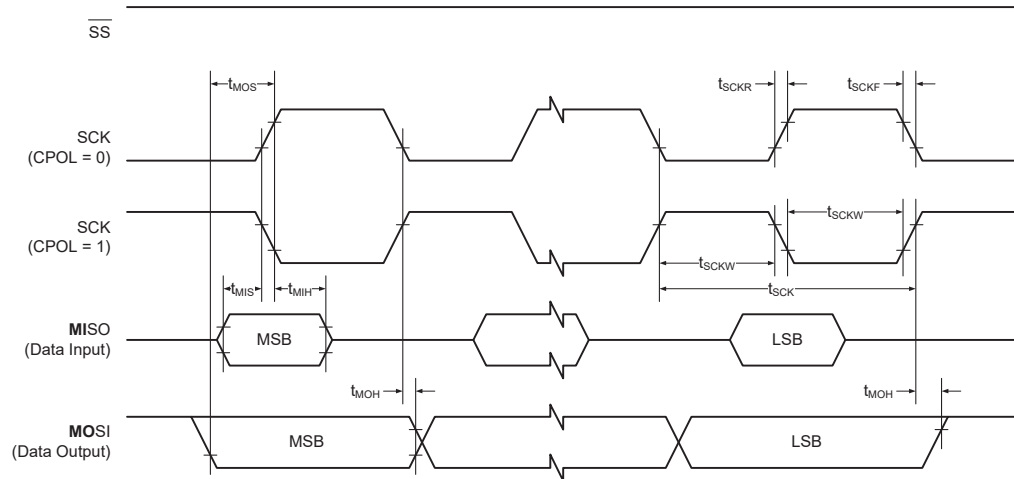 SS
tMOS
tSCKR
tSCKF
SCK
(CPOL = 0)
SCK
(CPOL = 1)
tSCKW
tSCKW
tSCK
tMIS
tMIH
MISO
(Data Input)
MSB
LSB
tMOH
tMOH
MOSI
(Data Output)
MSB
LSB